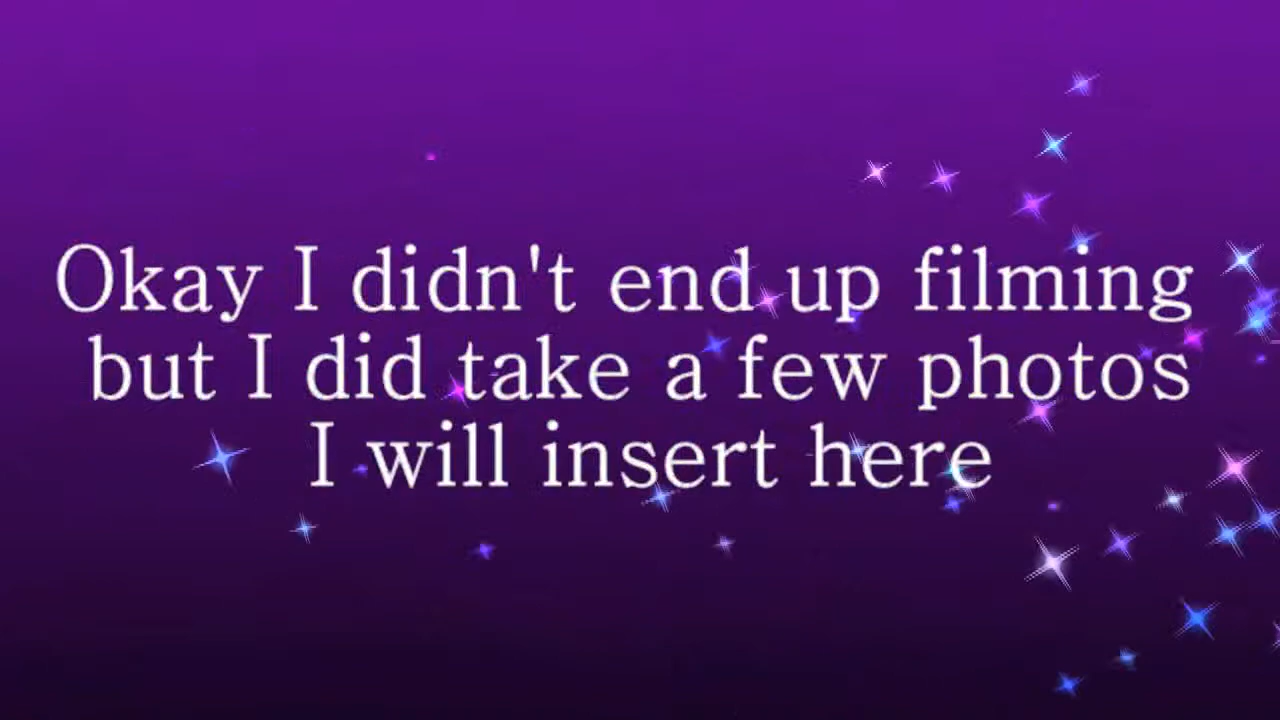 Okay I didn't end up filming
but I did take a few photos
I will insert here